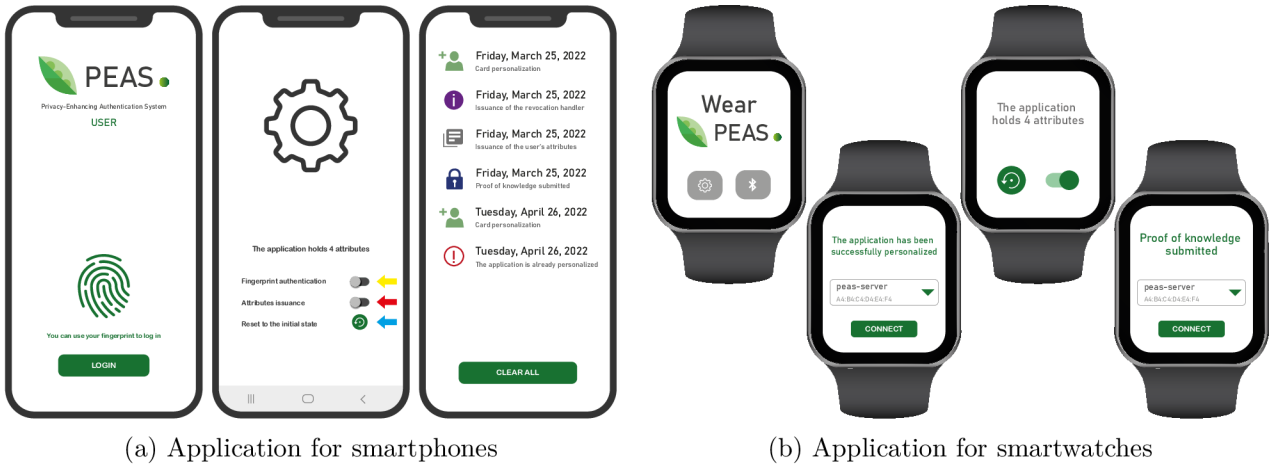 PEAS
Privacy-Enhancing Authentication System
USER
You can use your fingerprint to log in
LOGIN
The application holds 4 attributes
Fingerprint authentication
Attributes issuance
Reset to the initial state
Friday, March 25, 2022
Card personalization
Friday, March 25, 2022
Issuance of the revocation handler
Friday, March 25, 2022
Issuance of the user's attributes
Friday, March 25, 2022
Proof of knowledge submitted
Tuesday, April 26, 2022
Card personalization
Tuesday, April 26, 2022
The application is already personalized
CLEAR ALL
(a) Application for smartphones
Wear
PEAS
The application has been
successfully personalized
peas-server
A4:B4:C4:D4:E4:F4
CONNECT
The application
holds 4 attributes
Proof of knowledge
submitted
peas-server
A4:B4:C4:D4:E4:F4
CONNECT
(b) Application for smartwatches